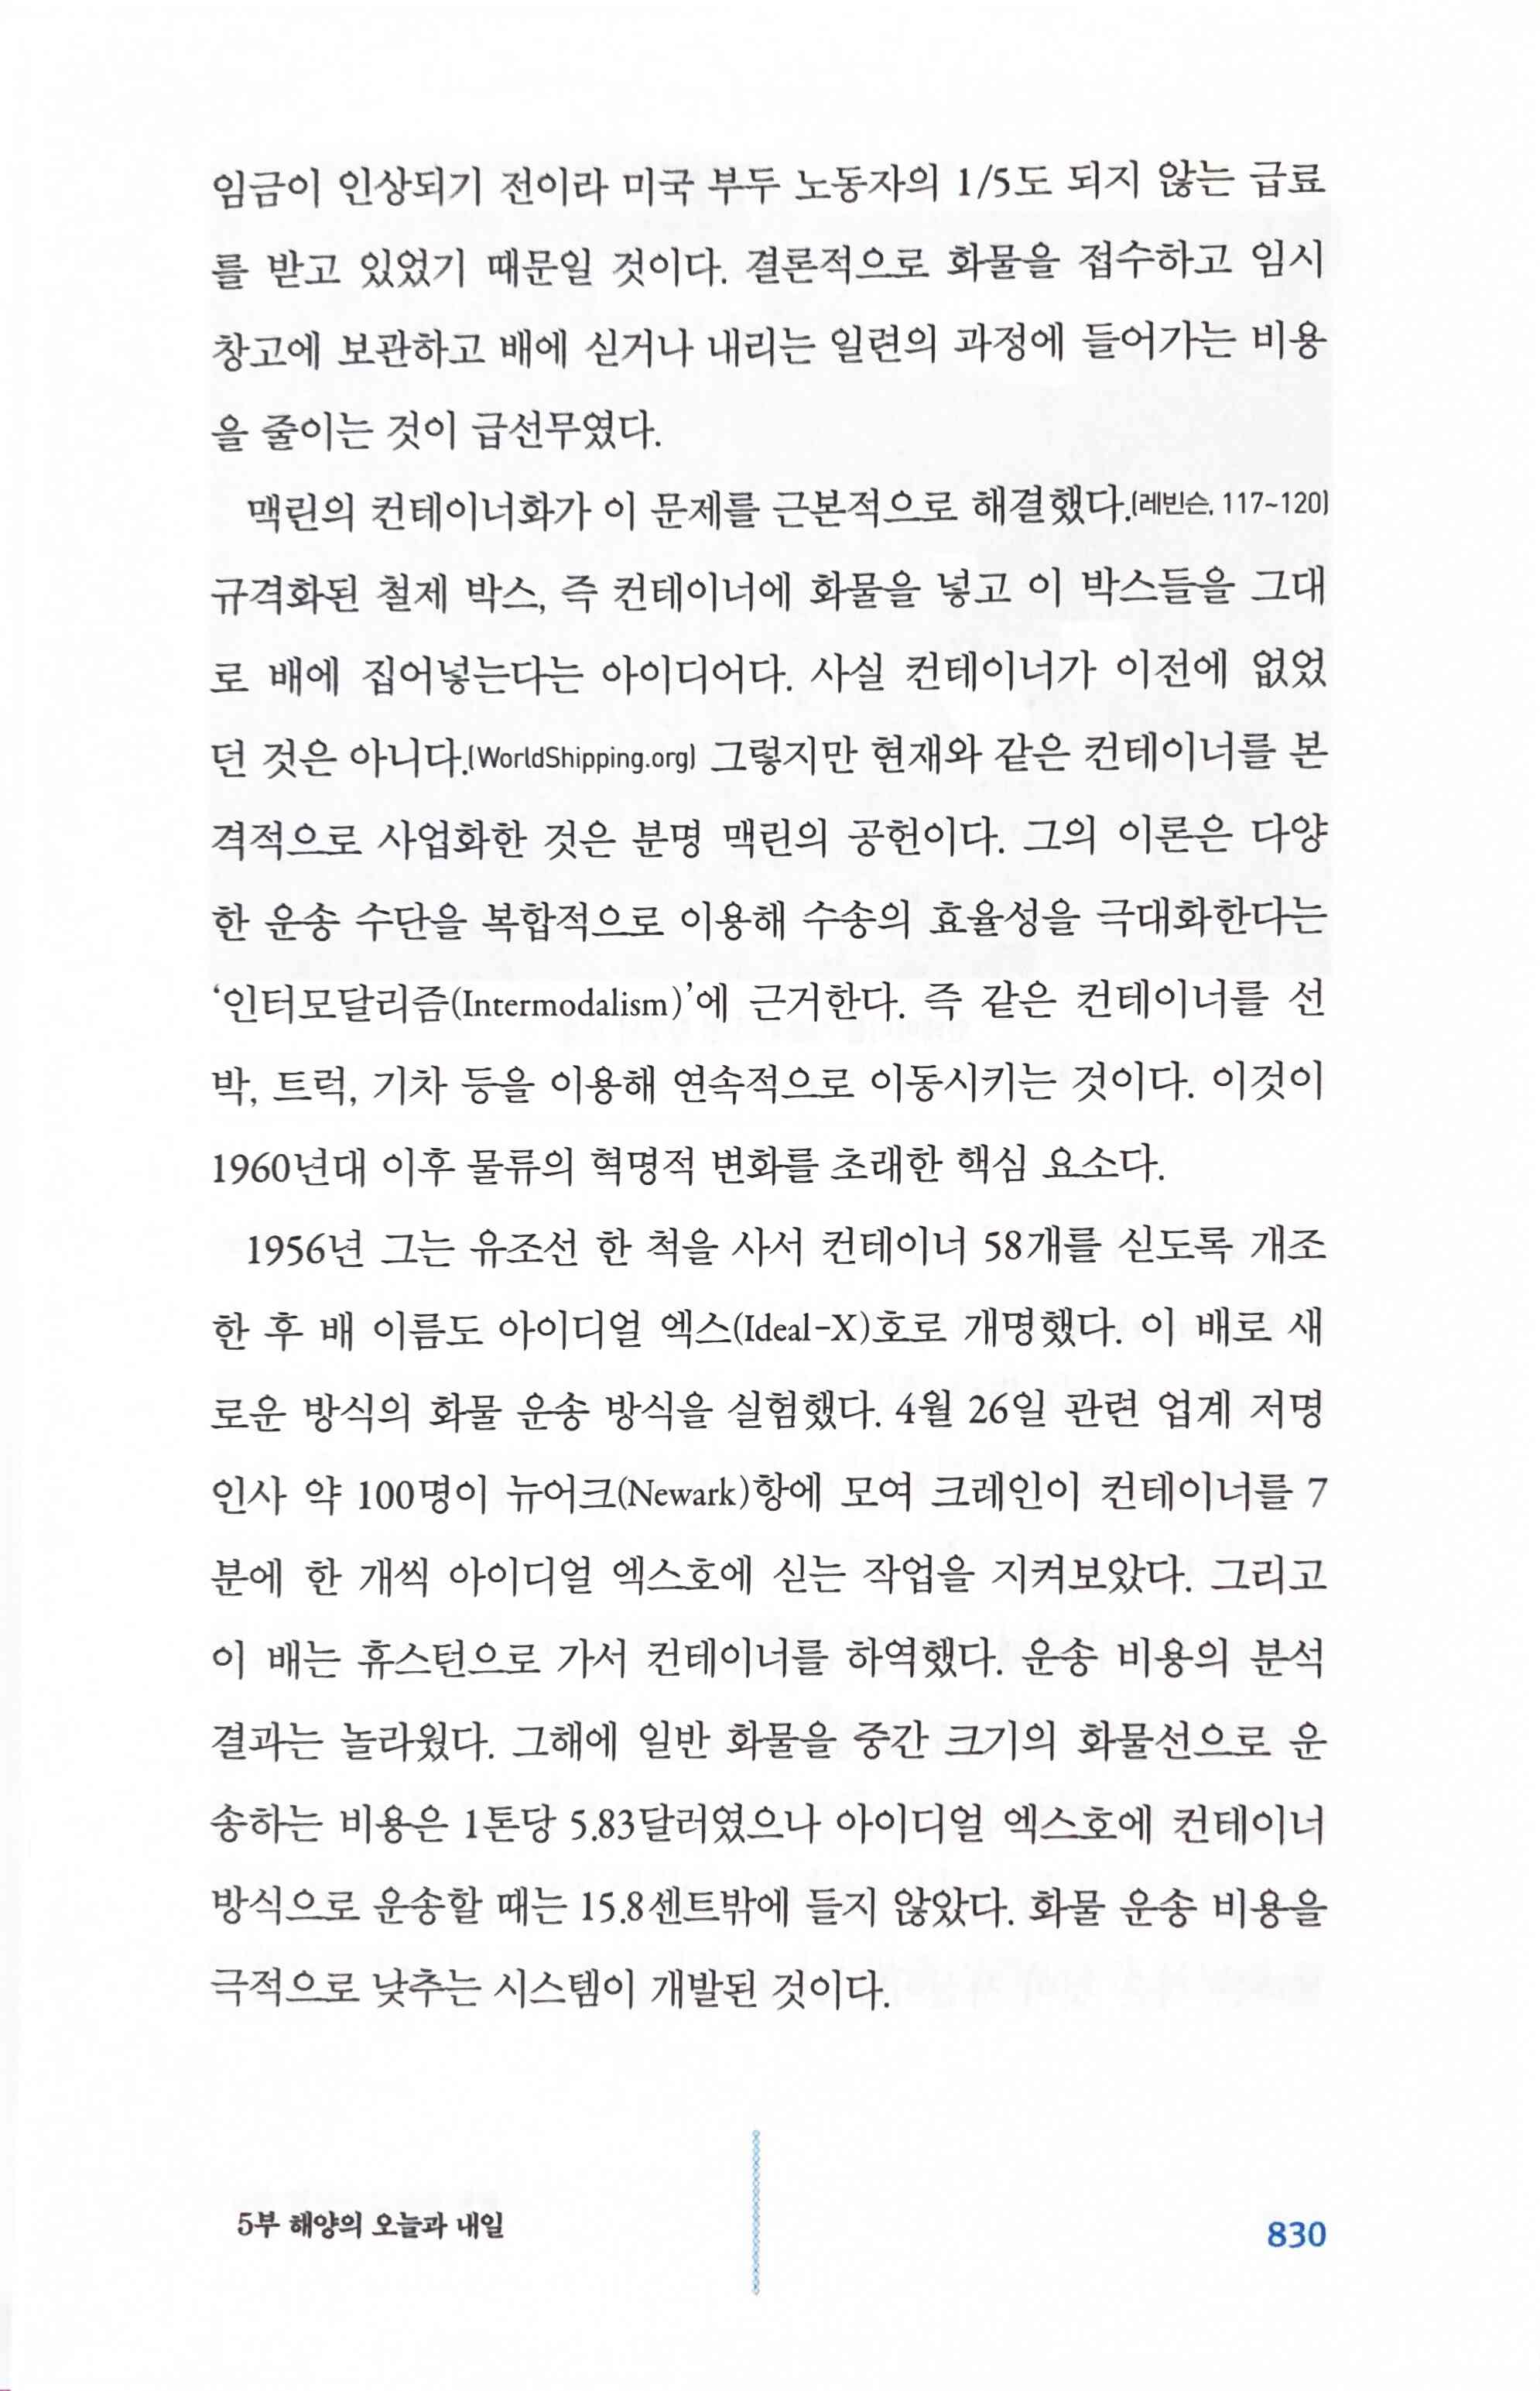 임금이 인상되기 전이라 미국 부두 노동자의 1/5도 되지 않는 급료
를 받고 있었기 때문일 것이다. 결론적으로 화물을 접수하고 임시
창고에 보관하고 배에 싣거나 내리는 일련의 과정에 들어가는 비용
을 줄이는 것이 급선무였다.
맥린의 컨테이너화가 이 문제를 근본적으로 해결했다.(레빈슨, 117~120)
규격화된 철제 박스, 즉 컨테이너에 화물을 넣고 이 박스들을 그대
로 배에 집어넣는다는 아이디어다. 사실 컨테이너가 이전에 없었
던 것은 아니다.(WorldShipping.org) 그렇지만 현재와 같은 컨테이너를 본
격적으로 사업화한 것은 분명 맥린의 공헌이다. 그의 이론은 다양
한 운송 수단을 복합적으로 이용해 수송의 효율성을 극대화한다는
‘인터모달리즘(Intermodalism)’에 근거한다. 즉 같은 컨테이너를 선
박, 트럭, 기차 등을 이용해 연속적으로 이동시키는 것이다. 이것이
1960년대 이후 물류의 혁명적 변화를 초래한 핵심 요소다.
1956년 그는 유조선 한 척을 사서 컨테이너 58개를 싣도록 개조
한 후 배 이름도 아이디얼 엑스(Ideal-X)호로 개명했다. 이 배로 새
로운 방식의 화물 운송 방식을 실험했다. 4월 26일 관련 업계 저명
인사 약 100명이 뉴어크(Newark)항에 모여 크레인이 컨테이너를 7
분에 한 개씩 아이디얼 엑스호에 싣는 작업을 지켜보았다. 그리고
이 배는 휴스턴으로 가서 컨테이너를 하역했다. 운송 비용의 분석
결과는 놀라웠다. 그해에 일반 화물을 중간 크기의 화물선으로 운
송하는 비용은 1톤당 5.83달러였으나 아이디얼 엑스호에 컨테이너
방식으로 운송할 때는 15.8센트밖에 들지 않았다. 화물 운송 비용을
극적으로 낮추는 시스템이 개발된 것이다.
5부 해양의 오늘과 내일
830